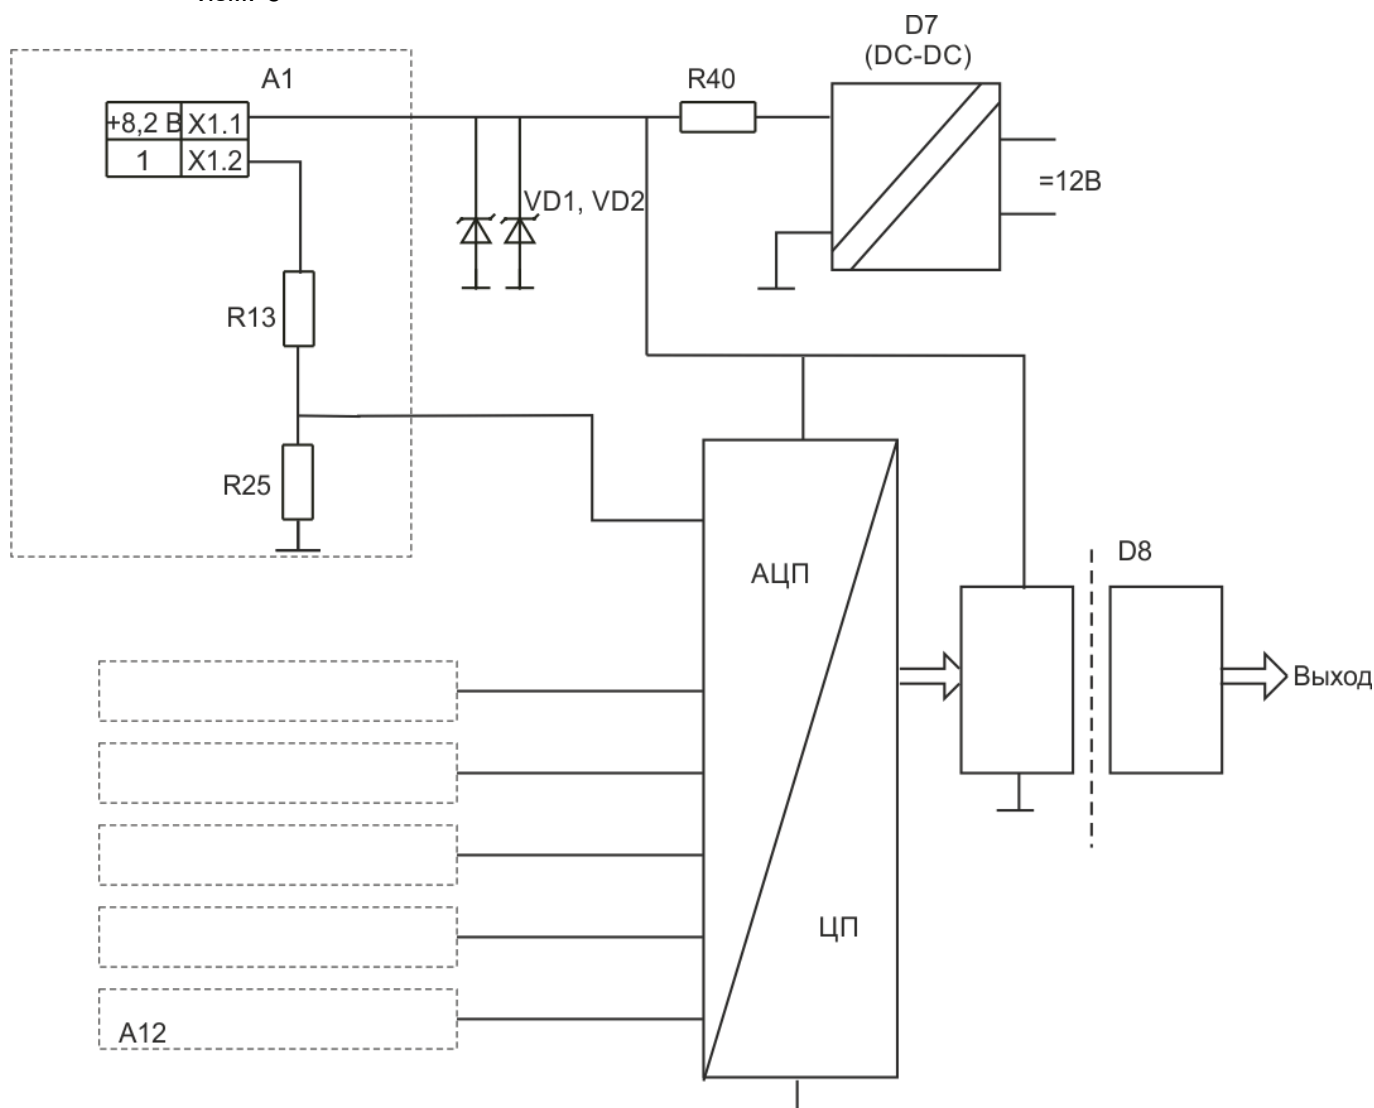 D7
(DC-DC)
A1
R40
+8,2 В X1.1
1 X1.2
=12В
VD1, VD2
R13
R25
D8
АЦП
Выход
ЦП
A12